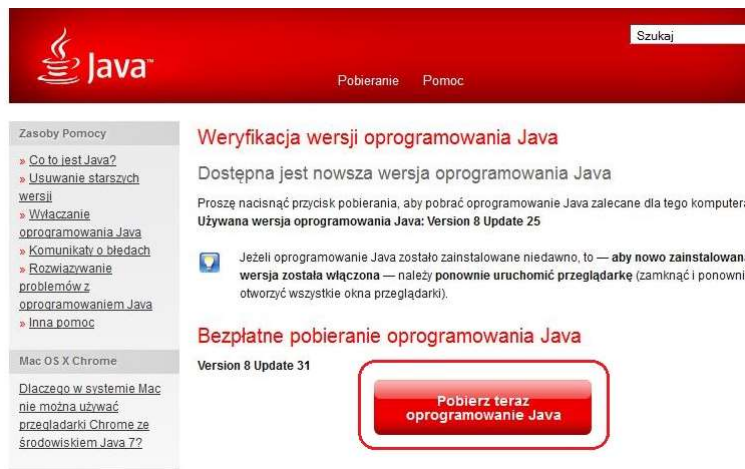 Java™
Szukaj
Pobieranie Pomoc
Zasoby Pomocy
» Co to jest Java?
» Usuwanie starszych
wersji
» Wyłączanie
oprogramowania Java
» Komunikaty o błędach
» Rozwiązywanie
problemów z
oprogramowaniem Java
» Inna pomoc
Mac OS X Chrome
Dlaczego w systemie Mac
nie można używać
przeglądarki Chrome ze
środowiskiem Java 7?
Weryfikacja wersji oprogramowania Java
Dostępna jest nowsza wersja oprogramowania Java
Proszę nacisnąć przycisk pobierania, aby pobrać oprogramowanie Java zalecane dla tego komputera
Używana wersja oprogramowania Java: Version 8 Update 25
Jeżeli oprogramowanie Java zostało zainstalowane niedawno, to — aby nowo zainstalowana
wersja została włączona — należy ponownie uruchomić przeglądarkę (zamknąć i ponowni
otworzyć wszystkie okna przeglądarki).
Bezpłatne pobieranie oprogramowania Java
Version 8 Update 31
Pobierz teraz
oprogramowanie Java